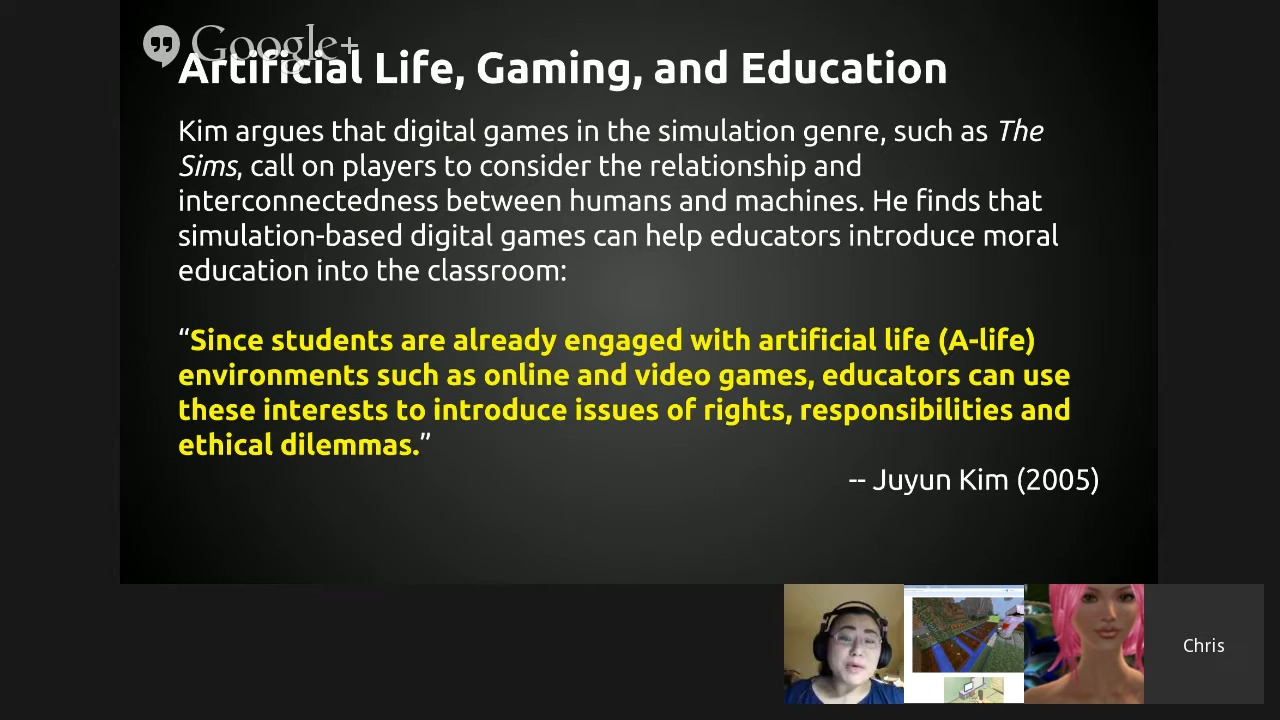 Google+
Artificial Life, Gaming, and Education
Kim argues that digital games in the simulation genre, such as The
Sims, call on players to consider the relationship and
interconnectedness between humans and machines. He finds that
simulation-based digital games can help educators introduce moral
education into the classroom:
“Since students are already engaged with artificial life (A-life)
environments such as online and video games, educators can use
these interests to introduce issues of rights, responsibilities and
ethical dilemmas.”
-- Juyun Kim (2005)
Chris